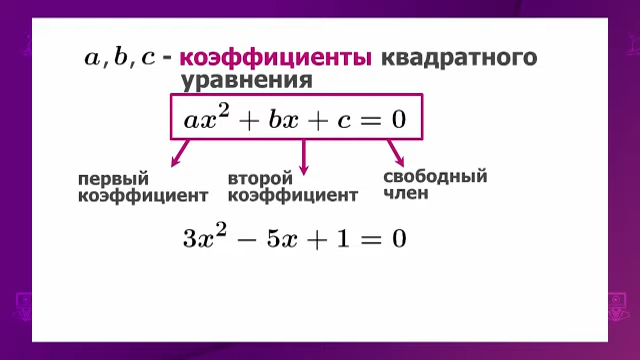 a, b, c - коэффициенты квадратного
уравнения
ax² + bx + c = 0
первый
коэффициент
второй
коэффициент
свободный
член
3x² − 5x + 1 = 0